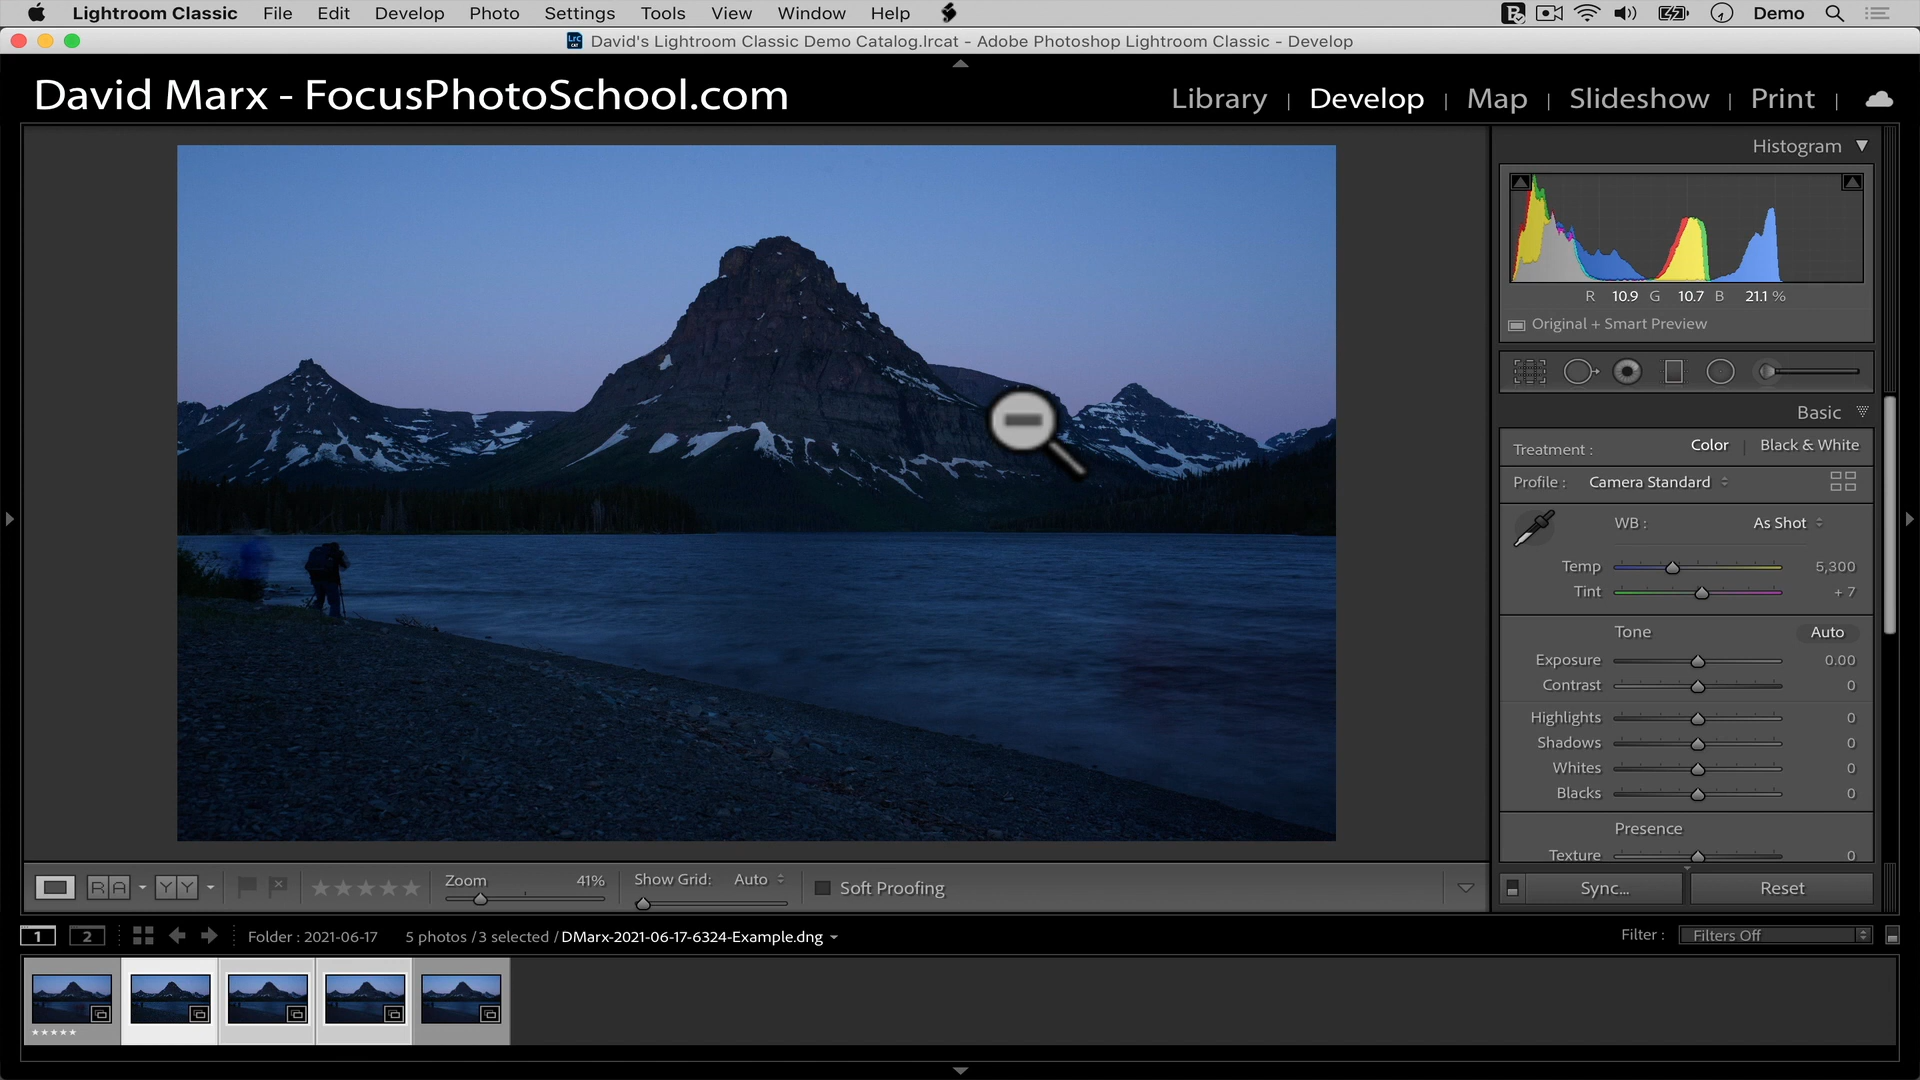 Lightroom Classic File Edit Develop Photo Settings Tools View Window Help Demo
David's Lightroom Classic Demo Catalog.lrcat - Adobe Photoshop Lightroom Classic - Develop
David Marx - FocusPhotoSchool.com
Library | Develop | Map | Slideshow | Print |
Histogram
R 10.9 G 10.7 B 21.1 %
Original + Smart Preview
Basic
Treatment : Color Black & White
Profile : Camera Standard
WB : As Shot
Temp 5,300
Tint + 7
Tone Auto
Exposure 0.00
Contrast 0
Highlights 0
Shadows 0
Whites 0
Blacks 0
Presence
Texture 0
R A Y Y Zoom 41% Show Grid: Auto Soft Proofing
Sync... Reset
1 2 Folder : 2021-06-17 5 photos / 3 selected / DMarx-2021-06-17-6324-Example.dng Filter : Filters Off